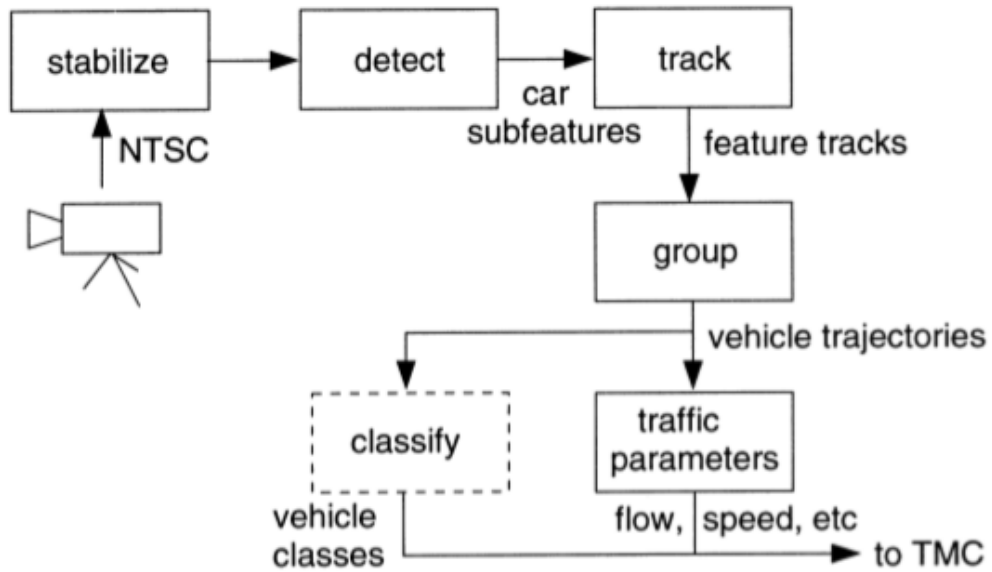 stabilize
detect
track
NTSC
car
subfeatures
feature tracks
group
vehicle trajectories
classify
traffic
parameters
vehicle
classes
flow, speed, etc
to TMC